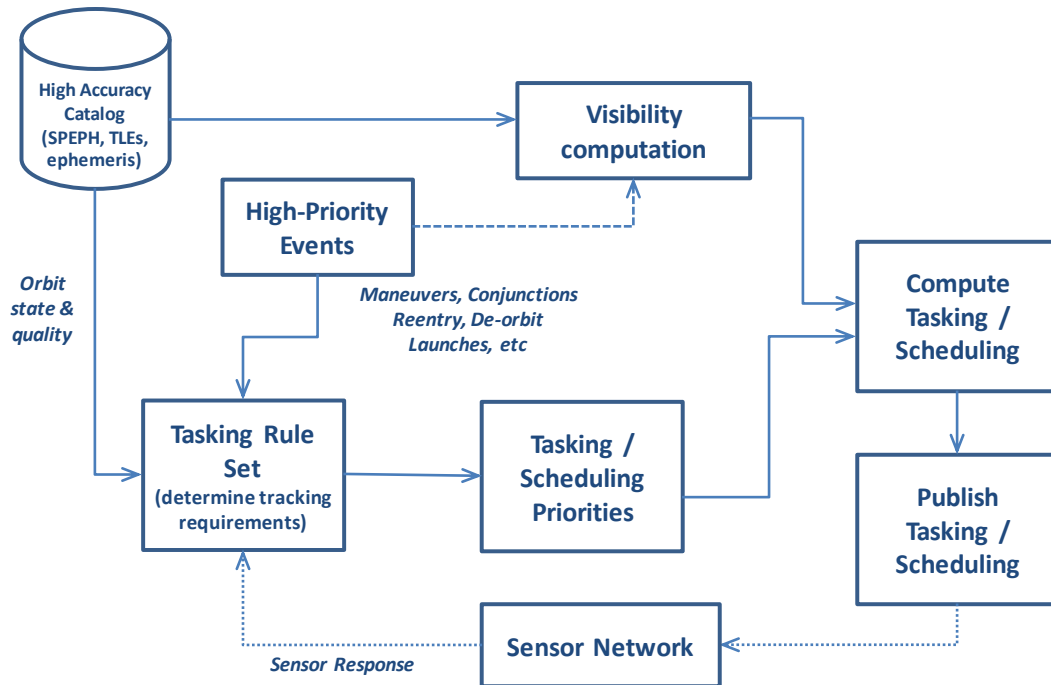 High Accuracy
Catalog
(SPEPH, TLEs,
ephemeris)
Visibility
computation
High-Priority
Events
Orbit
state &
quality
Maneuvers, Conjunctions
Reentry, De-orbit
Launches, etc
Compute
Tasking /
Scheduling
Tasking Rule
Set
(determine tracking
requirements)
Tasking /
Scheduling
Priorities
Publish
Tasking /
Scheduling
Sensor Network
Sensor Response